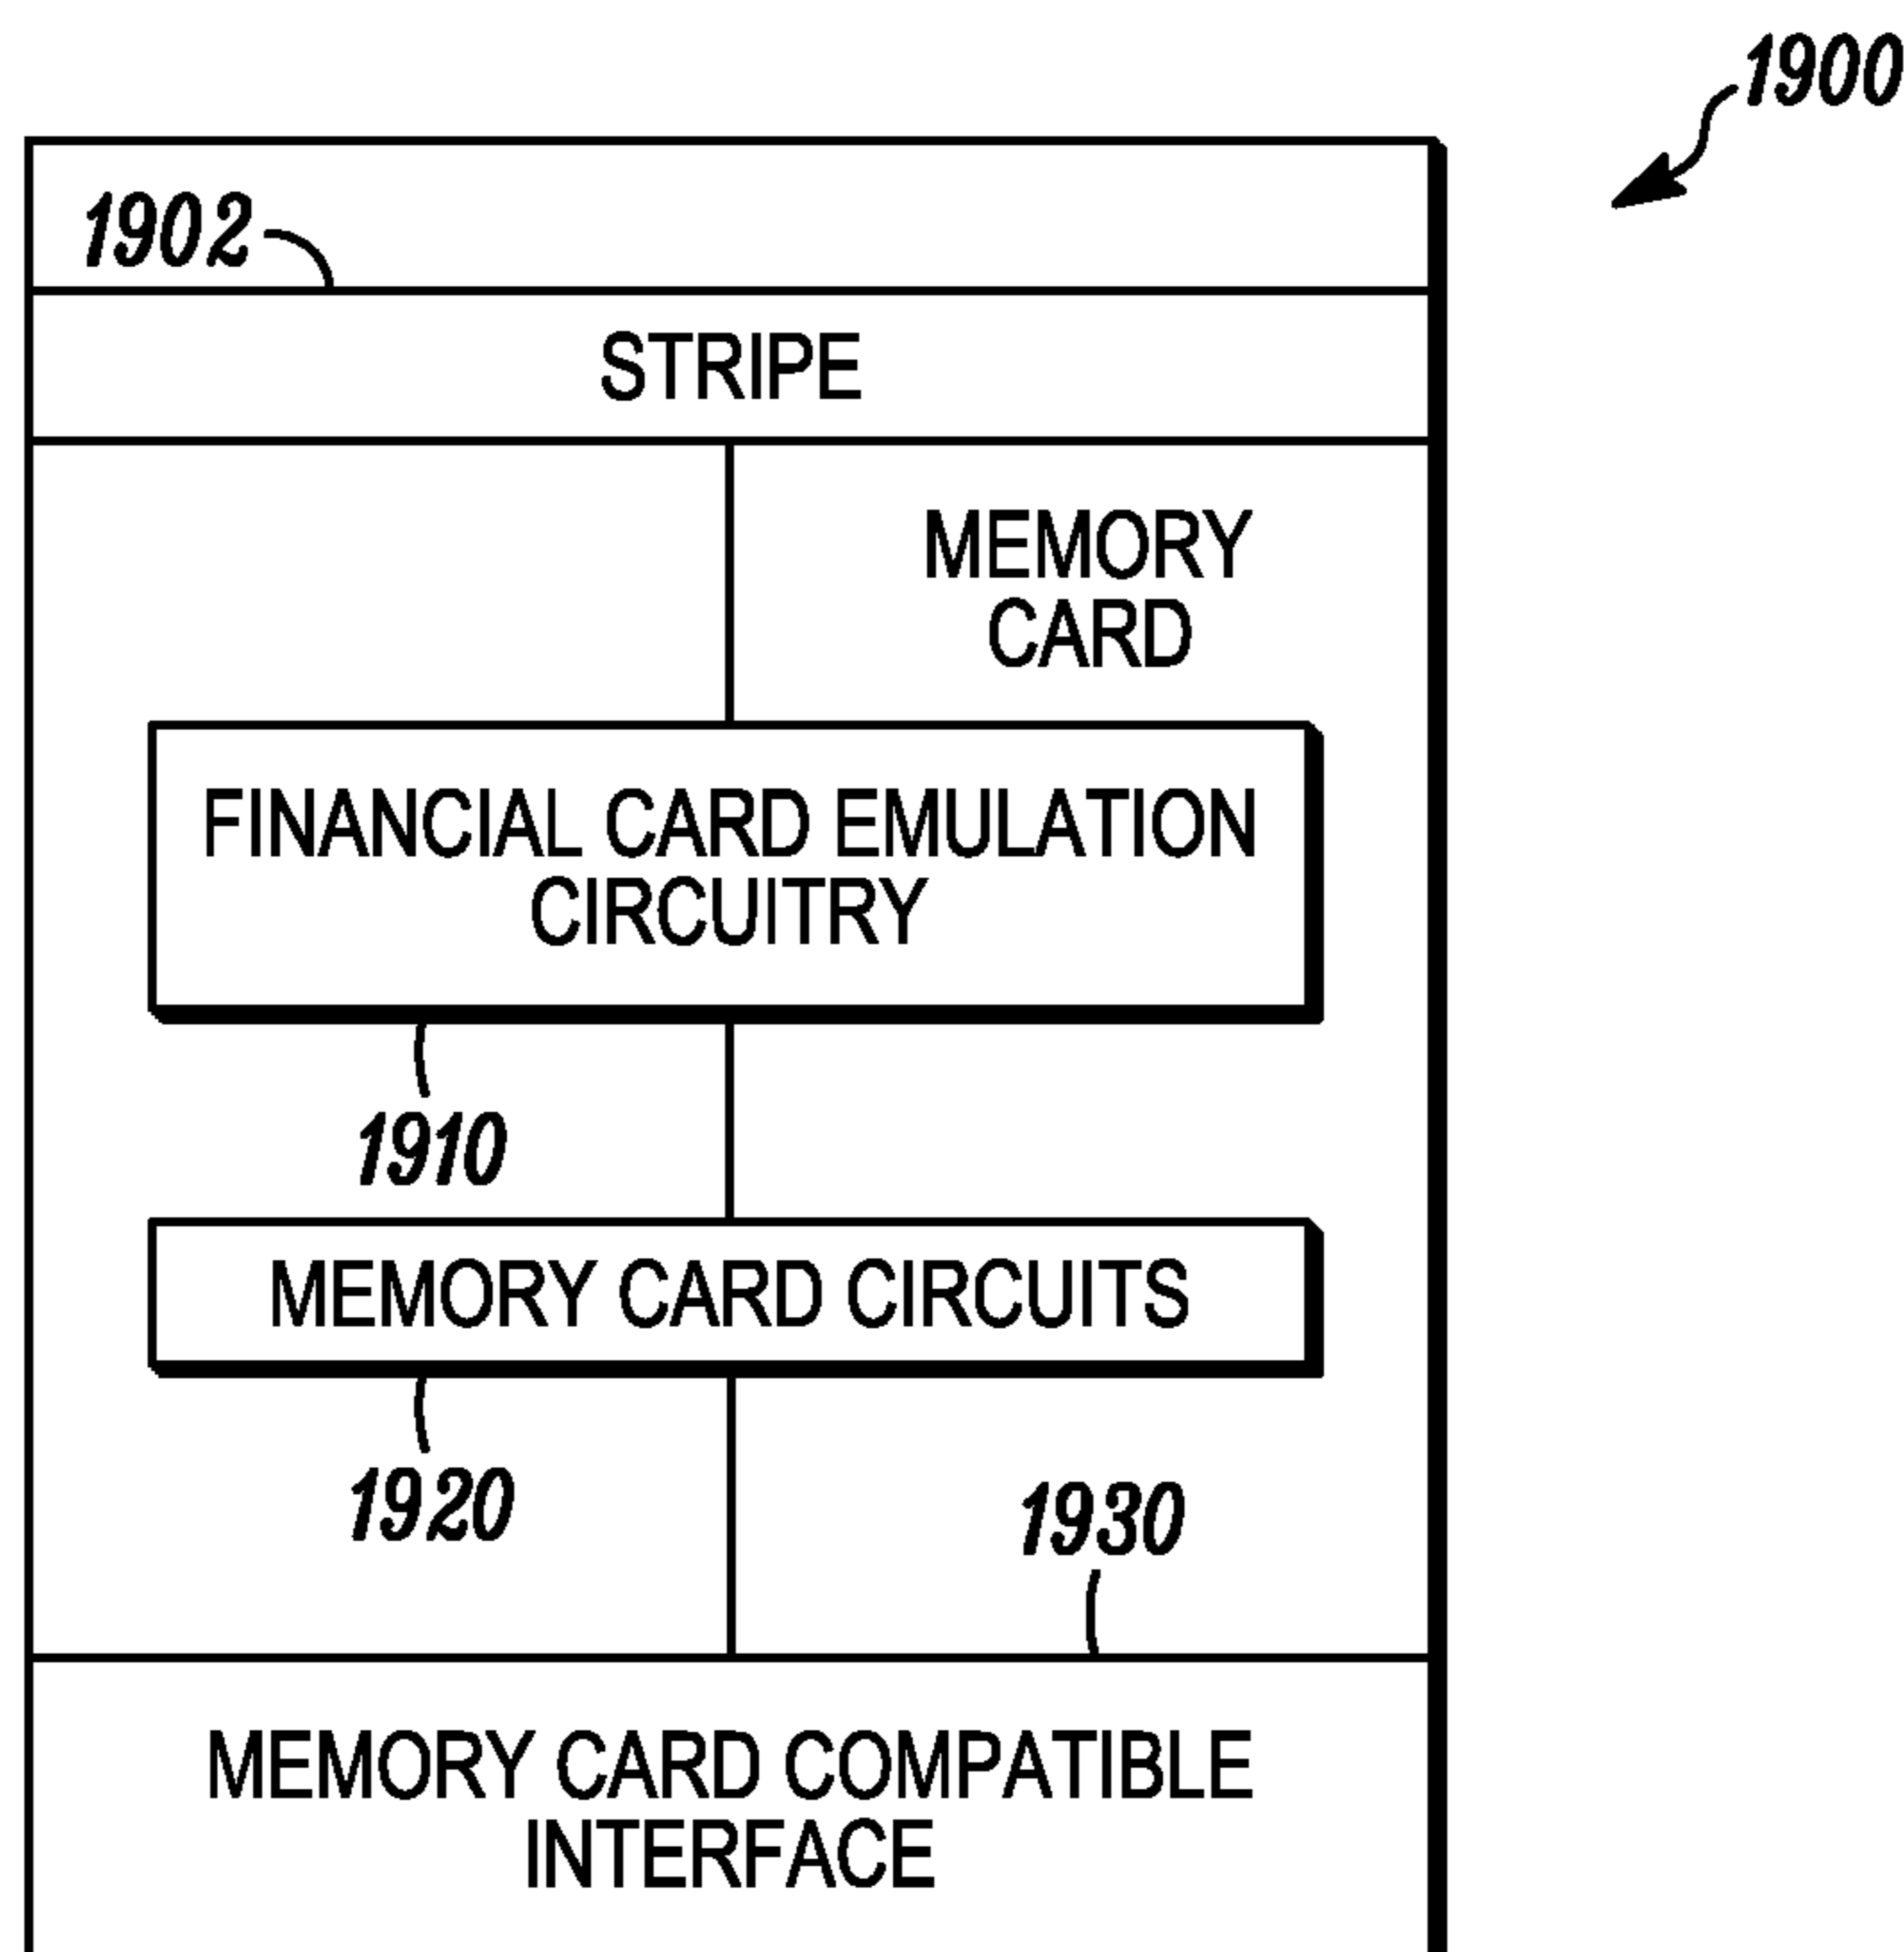 1900
1902
STRIPE
MEMORY
CARD
FINANCIAL CARD EMULATION
CIRCUITRY
1910
MEMORY CARD CIRCUITS
1920
1930
MEMORY CARD COMPATIBLE
INTERFACE